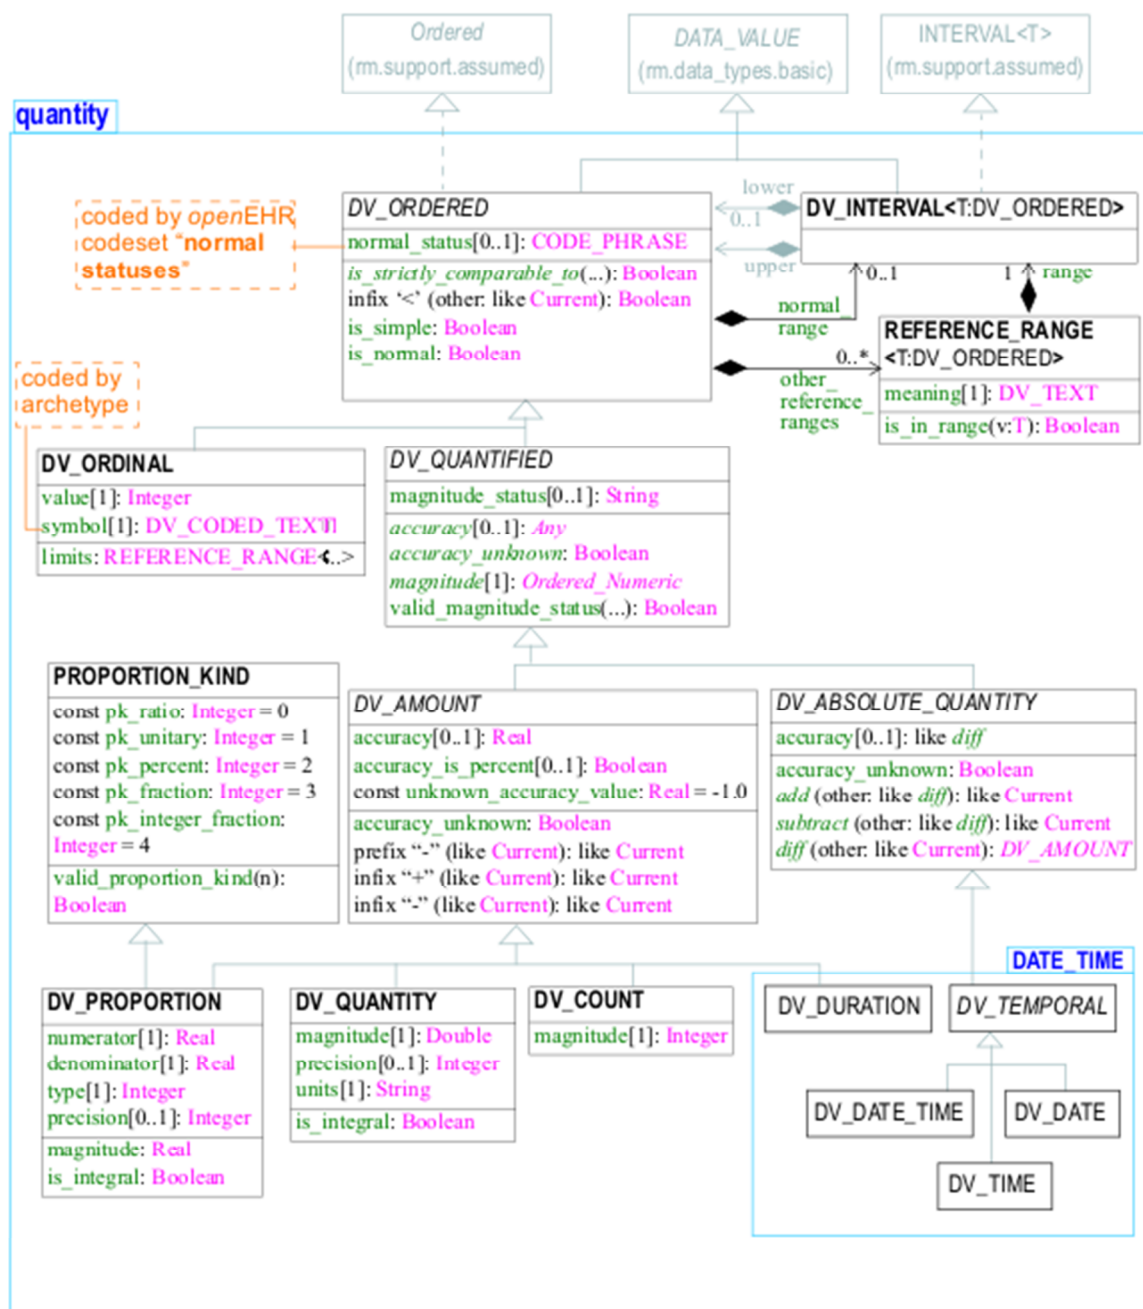 Ordered
(rm.support.assumed)
DATA_VALUE
(rm.data_types.basic)
INTERVAL<T>
(rm.support.assumed)
quantity
coded by openEHR
codeset “normal
statuses”
DV_ORDERED
normal_status[0..1]: CODE_PHRASE
is_strictly_comparable_to(...): Boolean
infix ‘<’ (other: like Current): Boolean
is_simple: Boolean
is_normal: Boolean
lower
0..1
upper
DV_INTERVAL<T:DV_ORDERED>
0..1
1
range
normal_
range
0..*
other_
reference_
ranges
REFERENCE_RANGE
<T:DV_ORDERED>
meaning[1]: DV_TEXT
is_in_range(v:T): Boolean
coded by
archetype
DV_ORDINAL
value[1]: Integer
symbol[1]: DV_CODED_TEXT
limits: REFERENCE_RANGE<..>
DV_QUANTIFIED
magnitude_status[0..1]: String
accuracy[0..1]: Any
accuracy_unknown: Boolean
magnitude[1]: Ordered_Numeric
valid_magnitude_status(...): Boolean
PROPORTION_KIND
const pk_ratio: Integer = 0
const pk_unitary: Integer = 1
const pk_percent: Integer = 2
const pk_fraction: Integer = 3
const pk_integer_fraction:
Integer = 4
valid_proportion_kind(n):
Boolean
DV_AMOUNT
accuracy[0..1]: Real
accuracy_is_percent[0..1]: Boolean
const unknown_accuracy_value: Real = -1.0
accuracy_unknown: Boolean
prefix “-” (like Current): like Current
infix “+” (like Current): like Current
infix “-” (like Current): like Current
DV_ABSOLUTE_QUANTITY
accuracy[0..1]: like diff
accuracy_unknown: Boolean
add (other: like diff): like Current
subtract (other: like diff): like Current
diff (other: like Current): DV_AMOUNT
DV_PROPORTION
numerator[1]: Real
denominator[1]: Real
type[1]: Integer
precision[0..1]: Integer
magnitude: Real
is_integral: Boolean
DV_QUANTITY
magnitude[1]: Double
precision[0..1]: Integer
units[1]: String
is_integral: Boolean
DV_COUNT
magnitude[1]: Integer
DATE_TIME
DV_DURATION
DV_TEMPORAL
DV_DATE_TIME
DV_DATE
DV_TIME